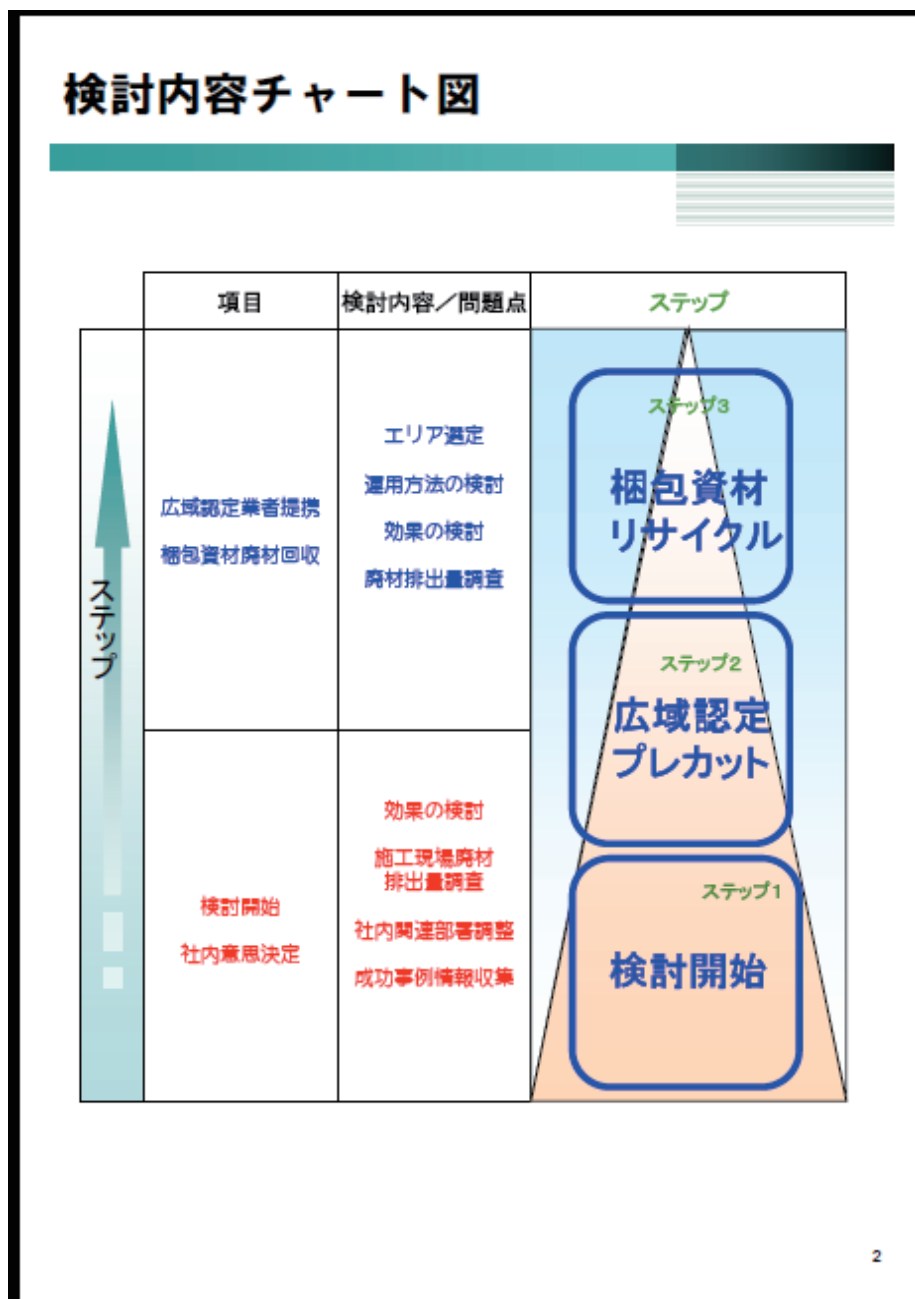 検討内容チャート図
項目
検討内容／問題点
ステップ
ステップ
広域認定業者提携
梱包資材廃材回収
エリア選定
運用方法の検討
効果の検討
廃材排出量調査
ステップ3
梱包資材
リサイクル
ステップ2
広域認定
プレカット
検討開始
社内意思決定
効果の検討
施工現場廃材
排出量調査
社内関連部署調整
成功事例情報収集
ステップ1
検討開始
2